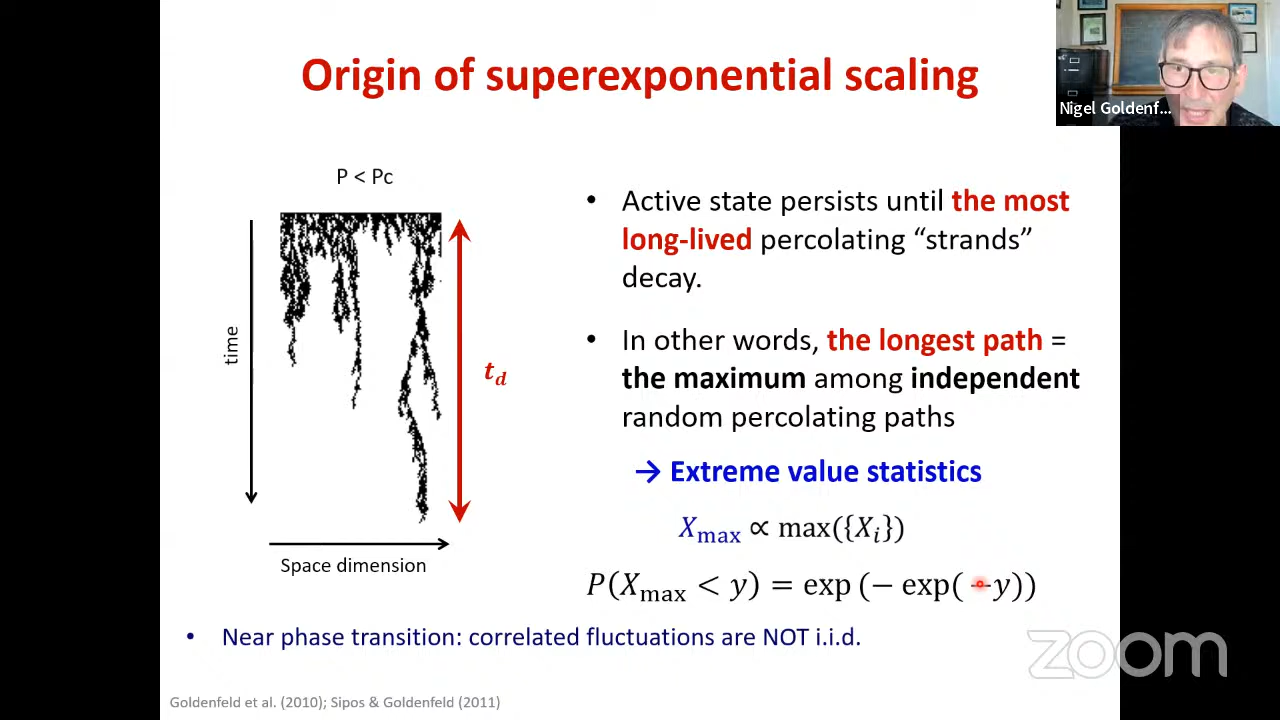 Origin of superexponential scaling
Nigel Goldenf...
P < Pc
time
t_d
Space dimension
• Active state persists until the most
long-lived percolating “strands”
decay.
• In other words, the longest path =
the maximum among independent
random percolating paths
→ Extreme value statistics
X_max ∝ max({X_i})
P(X_max < y) = exp (− exp( −y))
• Near phase transition: correlated fluctuations are NOT i.i.d.
zoom
Goldenfeld et al. (2010); Sipos & Goldenfeld (2011)